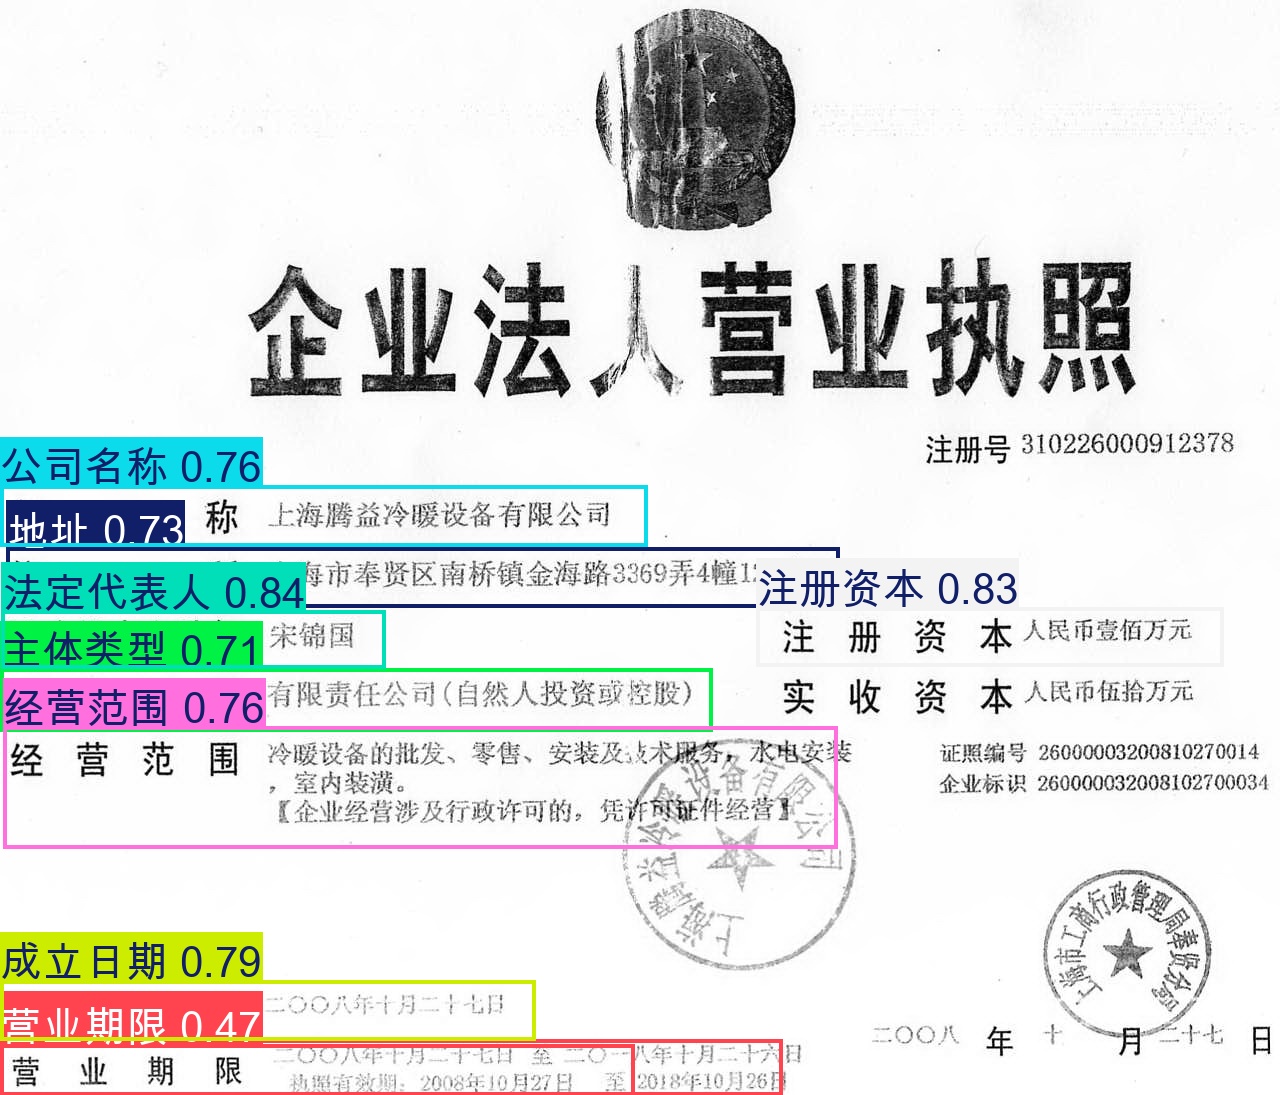 企业法人营业执照
注册号 310226000912378
公司名称 0.76
地址 0.73 称 上海腾益冷暖设备有限公司
海市奉贤区南桥镇金海路3369弄4幢1
法定代表人 0.84 宋锦国
注册资本 0.83
注册资本 人民币壹佰万元
主体类型 0.71
有限责任公司(自然人投资或控股)
实收资本 人民币伍拾万元
经营范围 0.76
经营范围 冷暖设备的批发、零售、安装及技术服务，水电安装
，室内装潢。
【企业经营涉及行政许可的，凭许可证件经营】
证照编号 26000003200810270014
企业标识 260000032008102700034
上海腾益冷暖设备有限公司
上海市工商行政管理局奉贤分局
成立日期 0.79
二〇〇八年十月二十七日
营业期限 0.47
二〇〇八年十月二十七日
营业期限 二〇〇八年十月二十七日 至 二〇一八年十月二十六日
执照有效期：2008年10月27日 至 2018年10月26日